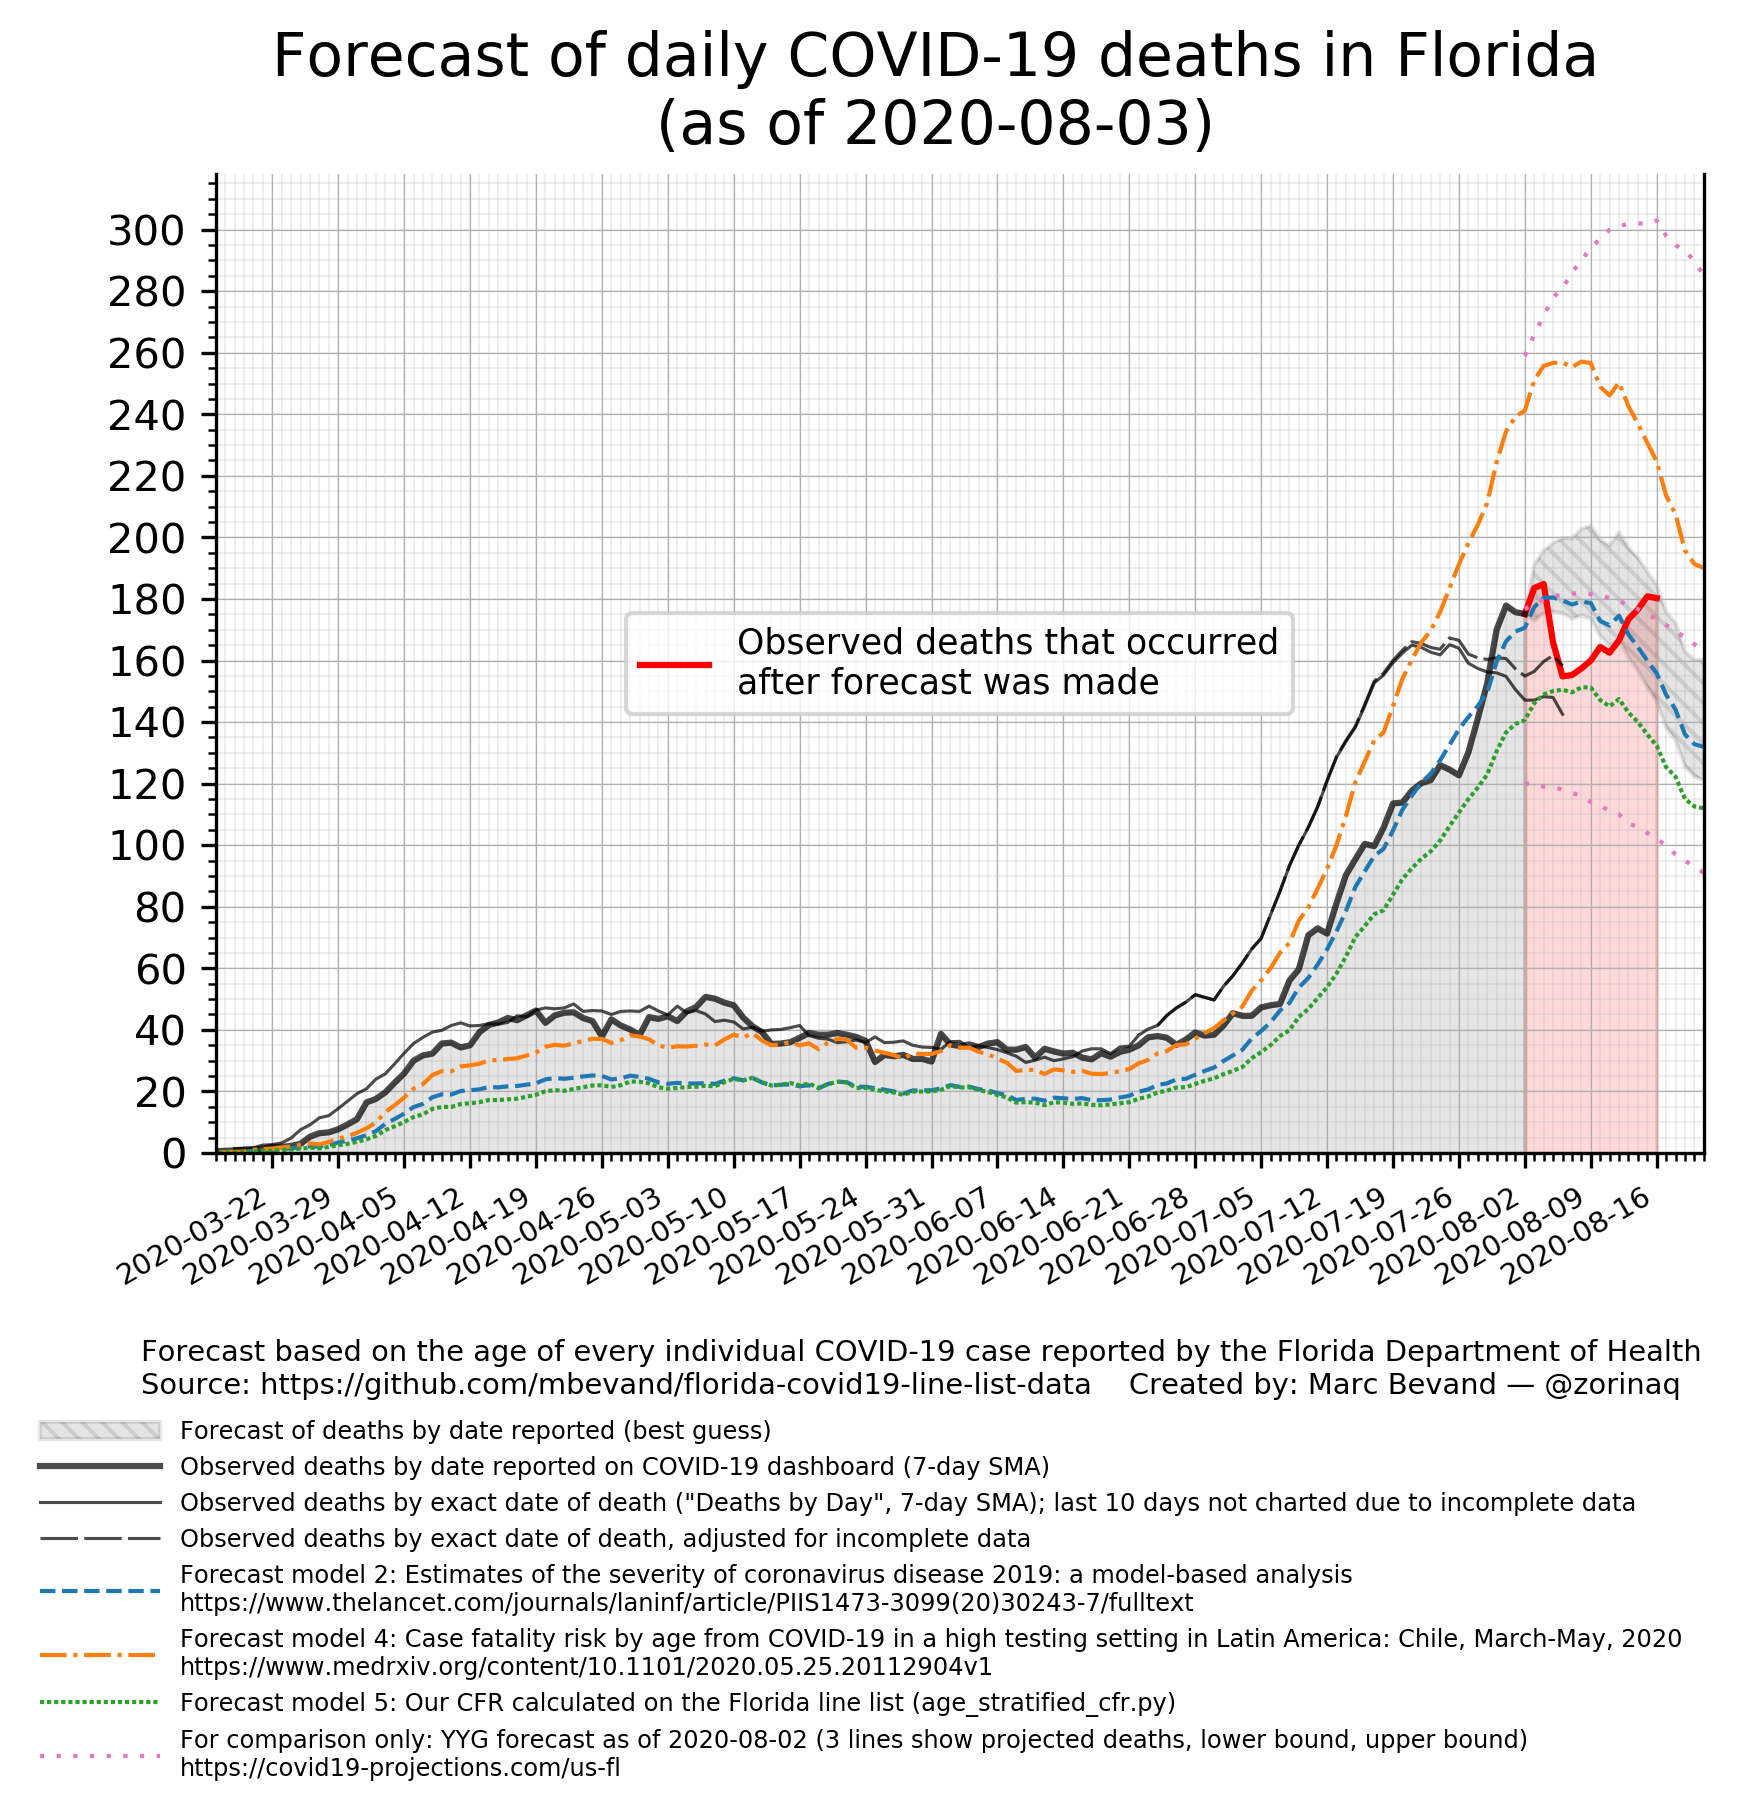 Forecast of daily COVID-19 deaths in Florida
(as of 2020-08-03)
300
280
260
240
220
200
180
160
140
120
100
80
60
40
20
0
Observed deaths that occurred
after forecast was made
2020-03-22
2020-03-29
2020-04-05
2020-04-12
2020-04-19
2020-04-26
2020-05-03
2020-05-10
2020-05-17
2020-05-24
2020-05-31
2020-06-07
2020-06-14
2020-06-21
2020-06-28
2020-07-05
2020-07-12
2020-07-19
2020-07-26
2020-08-02
2020-08-09
2020-08-16
Forecast based on the age of every individual COVID-19 case reported by the Florida Department of Health
Source: https://github.com/mbevand/florida-covid19-line-list-data    Created by: Marc Bevand — @zorinaq
Forecast of deaths by date reported (best guess)
Observed deaths by date reported on COVID-19 dashboard (7-day SMA)
Observed deaths by exact date of death ("Deaths by Day", 7-day SMA); last 10 days not charted due to incomplete data
Observed deaths by exact date of death, adjusted for incomplete data
Forecast model 2: Estimates of the severity of coronavirus disease 2019: a model-based analysis
https://www.thelancet.com/journals/laninf/article/PIIS1473-3099(20)30243-7/fulltext
Forecast model 4: Case fatality risk by age from COVID-19 in a high testing setting in Latin America: Chile, March-May, 2020
https://www.medrxiv.org/content/10.1101/2020.05.25.20112904v1
Forecast model 5: Our CFR calculated on the Florida line list (age_stratified_cfr.py)
For comparison only: YYG forecast as of 2020-08-02 (3 lines show projected deaths, lower bound, upper bound)
https://covid19-projections.com/us-fl